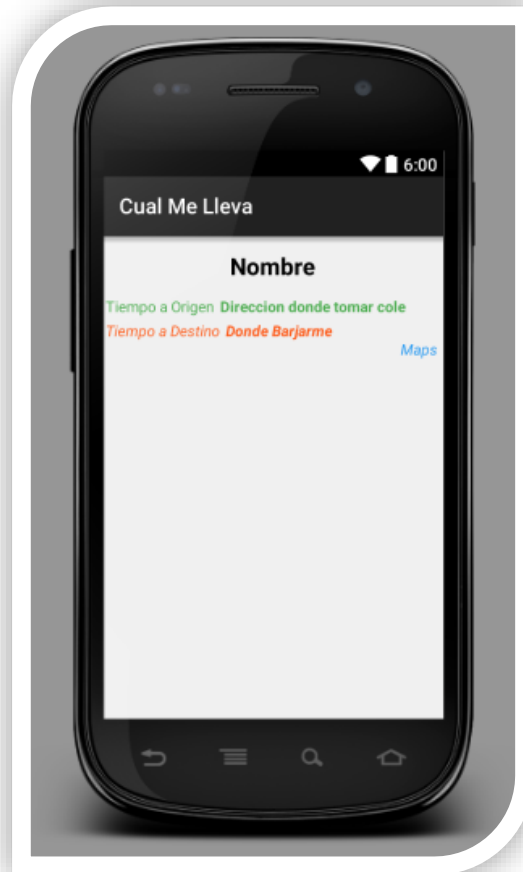 6:00
Cual Me Lleva
Nombre
Tiempo a Origen Direccion donde tomar cole
Tiempo a Destino Donde Barjarme
Maps